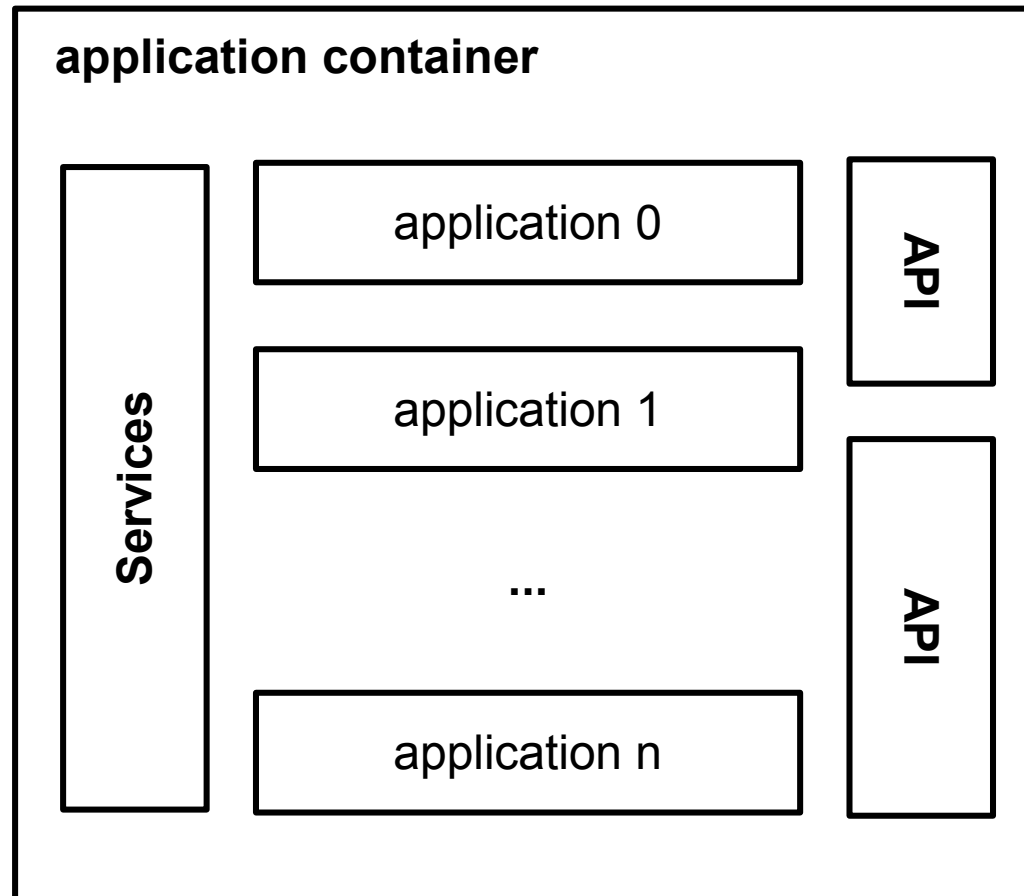 application container
Services
application 0
application 1
...
application n
API
API